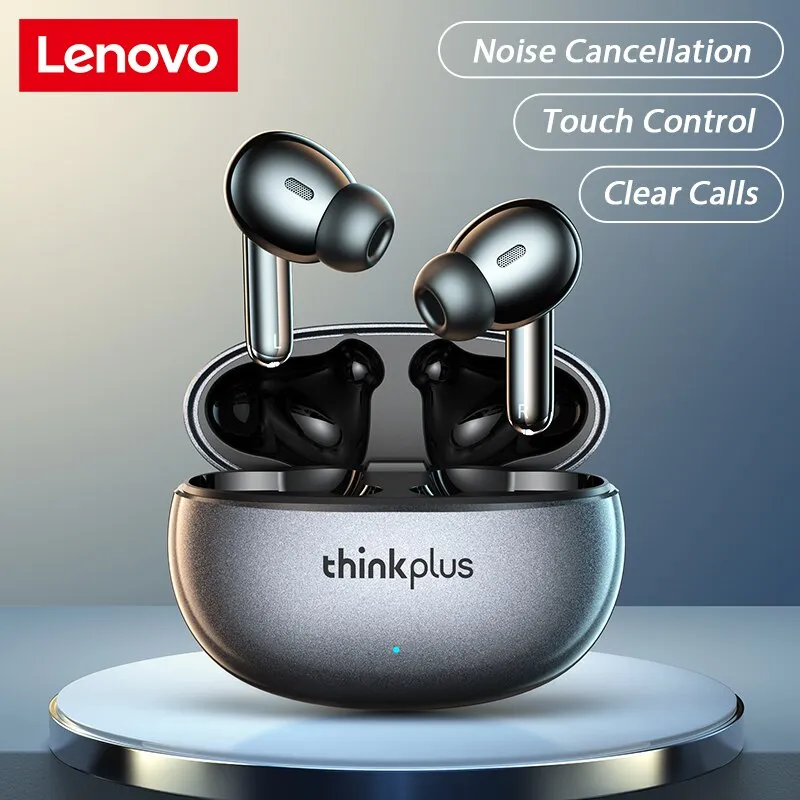 Lenovo
Noise Cancellation
Touch Control
Clear Calls
L
R
thinkplus